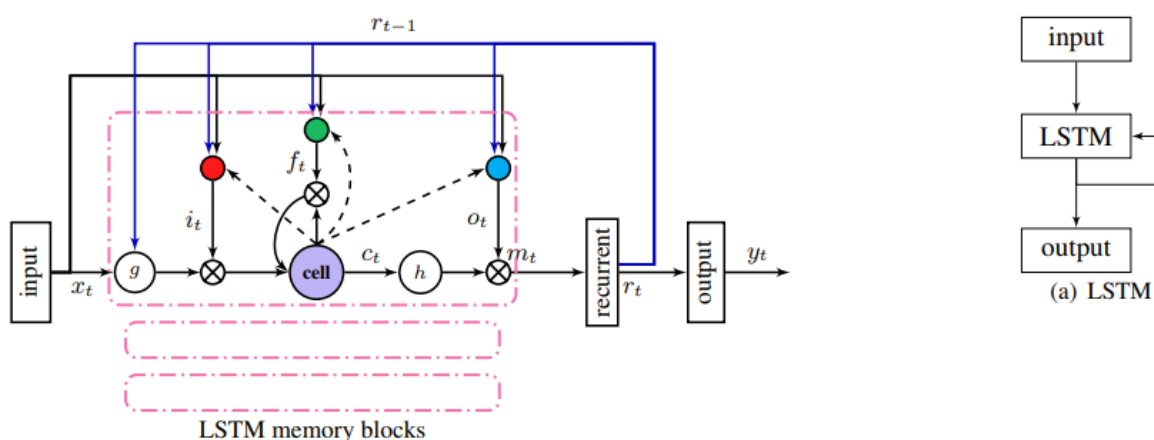 r_{t−1}
f_t
i_t
o_t
input
x_t
g
cell
c_t
h
m_t
recurrent
r_t
output
y_t
LSTM memory blocks
input
LSTM
output
(a) LSTM